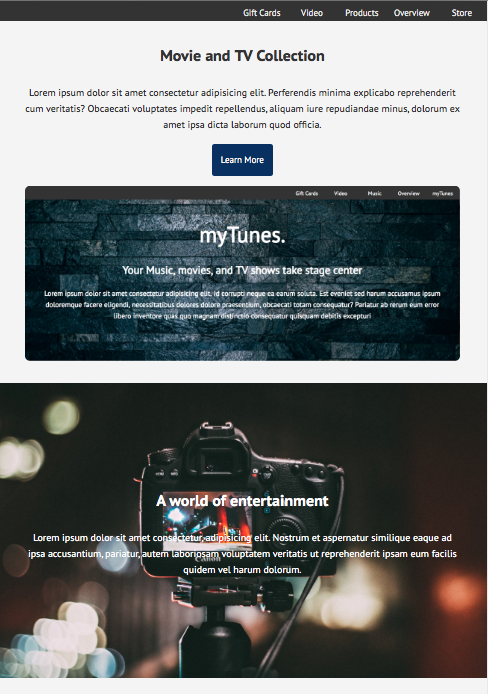 Gift Cards Video Products Overview Store
Movie and TV Collection
Lorem ipsum dolor sit amet consectetur adipisicing elit. Perferendis minima explicabo reprehenderit
cum veritatis? Obcaecati voluptates impedit repellendus, aliquam iure repudiandae minus, dolorum ex
amet ipsa dicta laborum quod officia.
Learn More
Gift Cards Video Music Overview myTunes
myTunes.
Your Music, movies, and TV shows take stage center
Lorem ipsum dolor sit amet consectetur adipisicing elit. Id corrupti neque ea earum soluta. Est eveniet sed harum accusamus ipsum
doloremque facere eligendi, necessitatibus dolores dolore praesentium, obcaecati totam consequatur? Pariatur ab rerum eum error
libero inventore quas quo magnam distinctio consequatur quisquam debitis excepturi
A world of entertainment
Lorem ipsum dolor sit amet consectetur, adipisicing elit. Nostrum et aspernatur similique eaque ad
ipsa accusantium, pariatur, autem laboriosam voluptatem veritatis ut reprehenderit ipsam eum facilis
Canon
quidem vel harum dolorum.